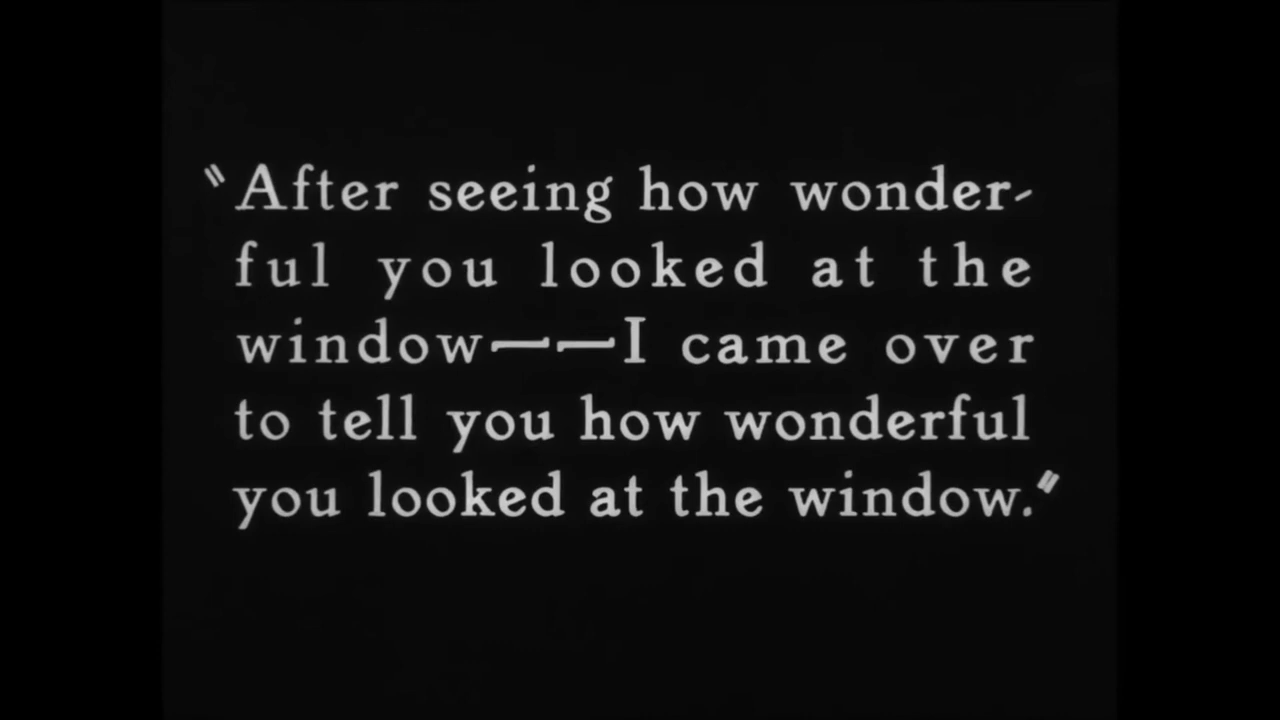 "After seeing how wonder-
ful you looked at the
window——I came over
to tell you how wonderful
you looked at the window."